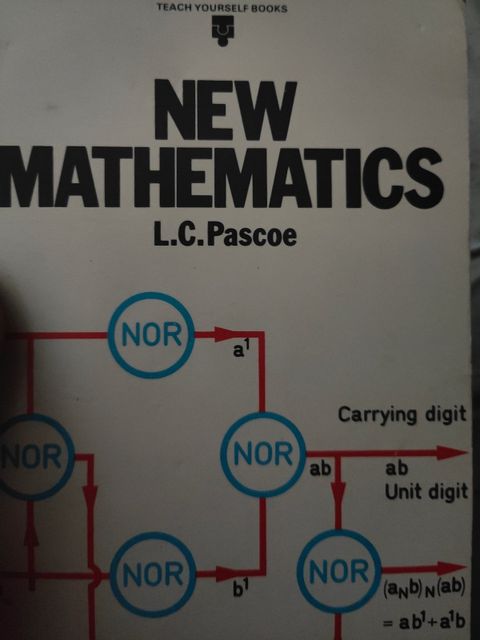 TEACH YOURSELF BOOKS
NEW
MATHEMATICS
L.C.Pascoe
NOR
a¹
Carrying digit
NOR
NOR
ab
ab
Unit digit
NOR
b¹
NOR
(aₙb)ₙ(ab)
= ab¹+a¹b